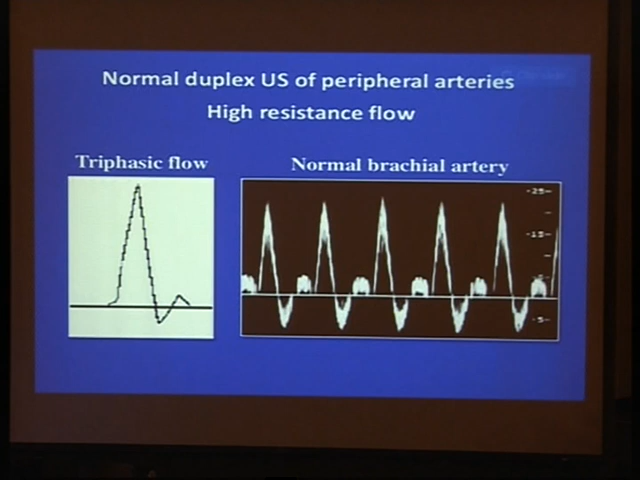 Normal duplex US of peripheral arteries
High resistance flow
Triphasic flow
Normal brachial artery
-25-
-15-
-5-